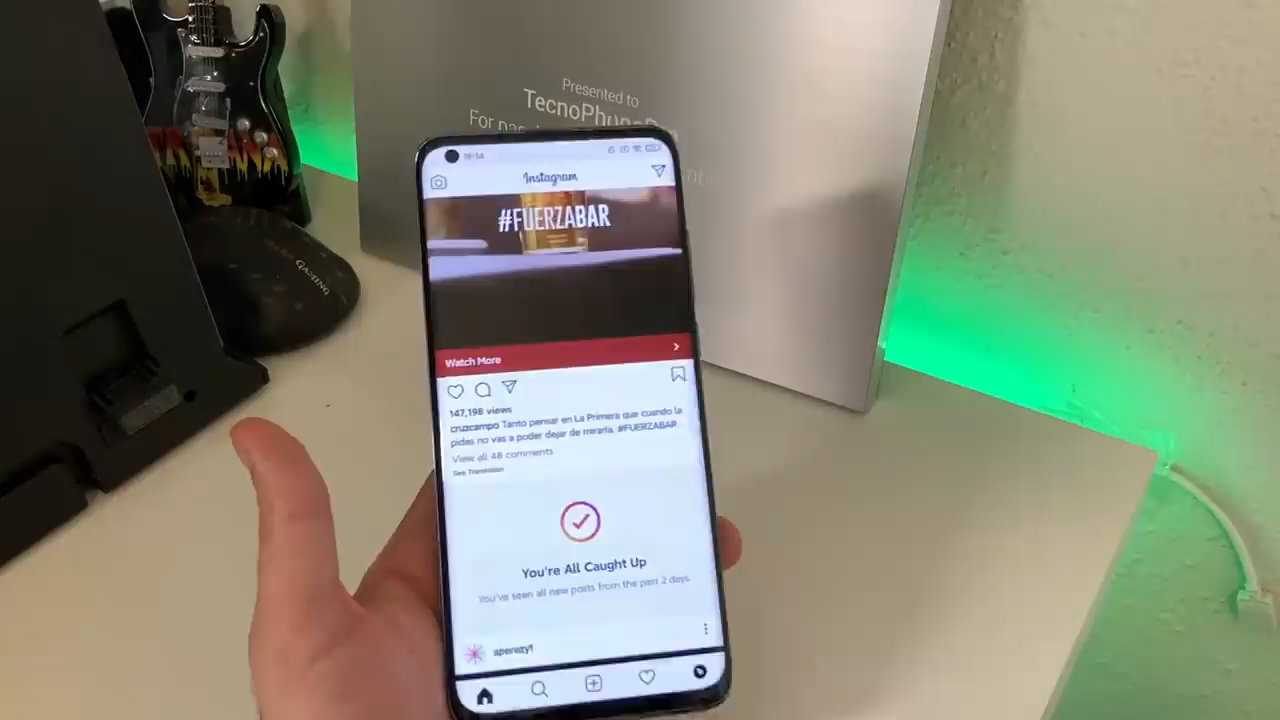 Presented to
TecnoPhone
For
GAMING
Instagram
#FUERZABAR
Watch More
147,198 views
cruzcampo Tanto pensar en La Primera que cuando la
pidas no vas a poder dejar de mirarla. #FUERZABAR
View all 48 comments
See Translation
You're All Caught Up
You've seen all new posts from the past 2 days.